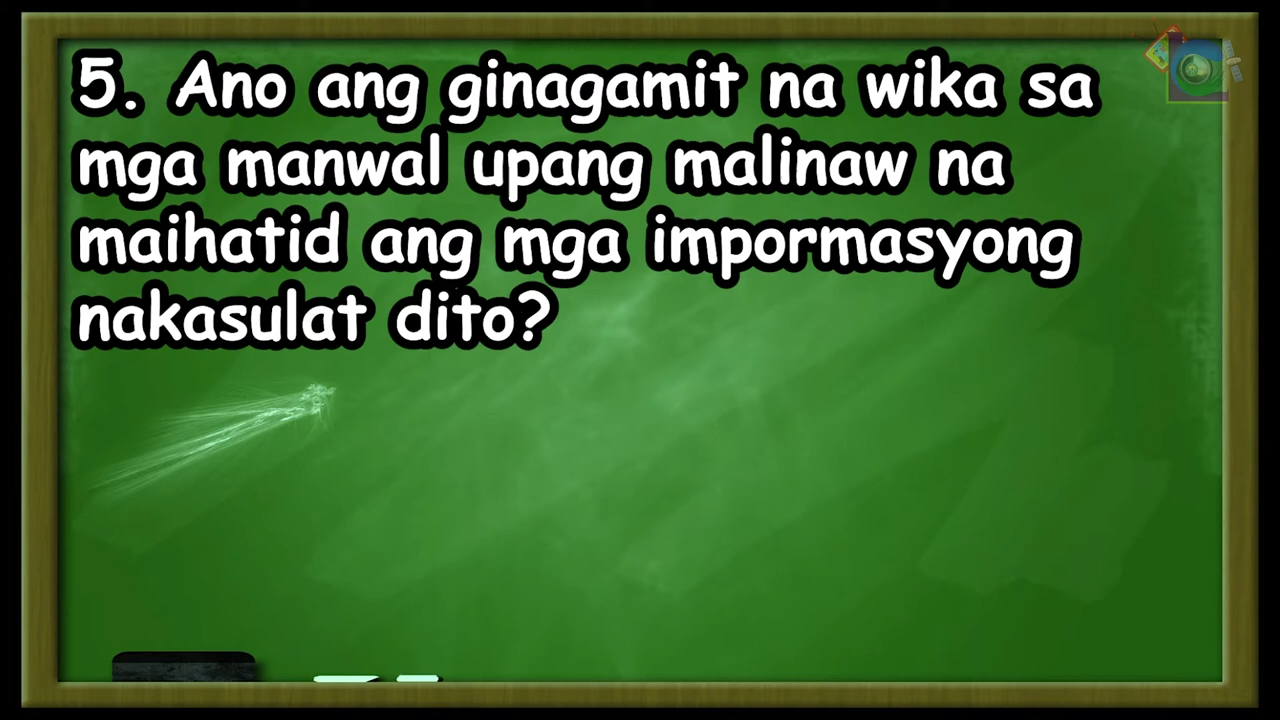 5. Ano ang ginagamit na wika sa
mga manwal upang malinaw na
maihatid ang mga impormasyong
nakasulat dito?